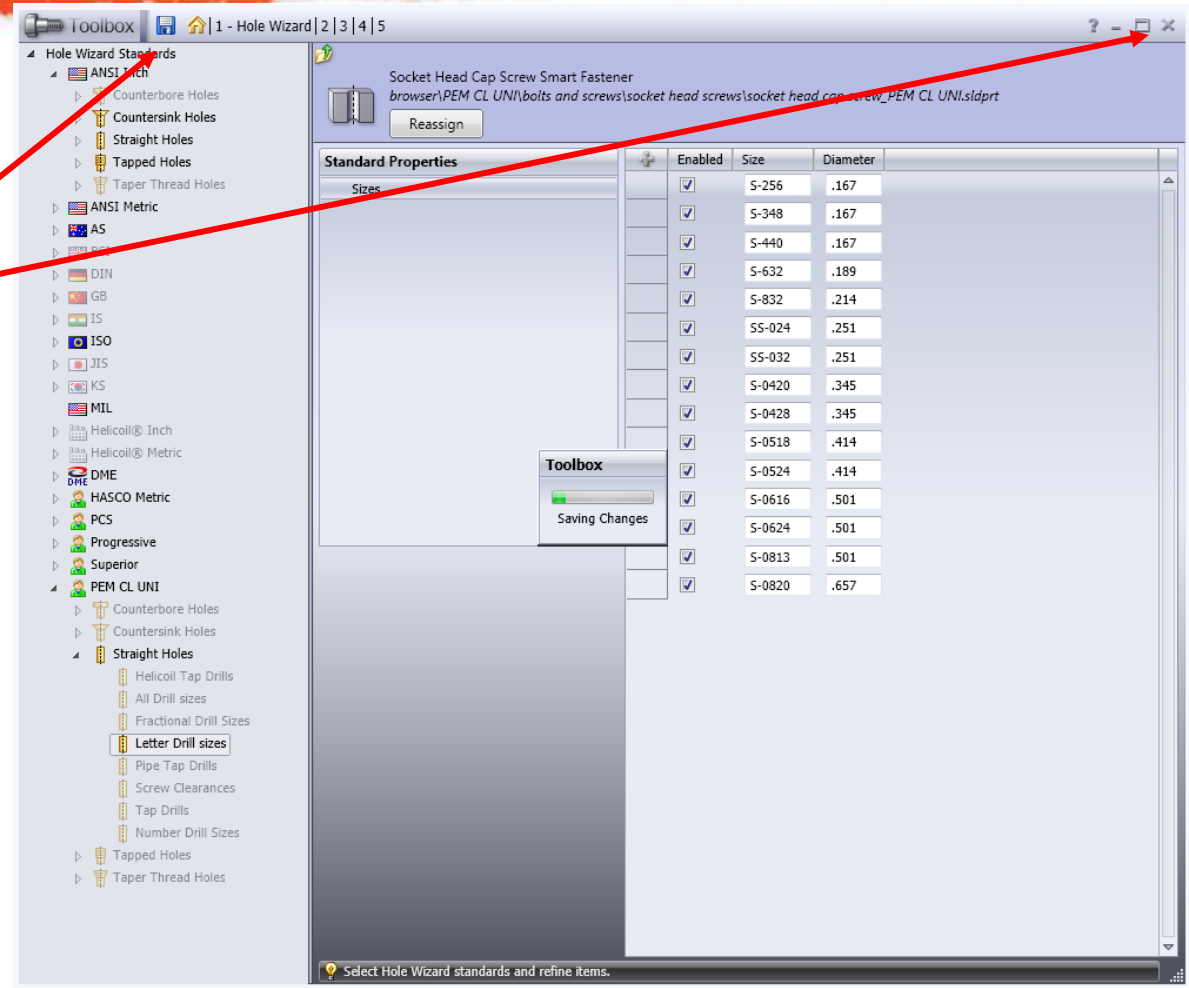 Toolbox 1 - Hole Wizard 2 3 4 5 ?
Hole Wizard Standards
ANSI Inch
Counterbore Holes
Countersink Holes
Straight Holes
Tapped Holes
Taper Thread Holes
ANSI Metric
AS
BSI
DIN
GB
IS
ISO
JIS
KS
MIL
Helicoil® Inch
Helicoil® Metric
DME DME
HASCO Metric
PCS
Progressive
Superior
PEM CL UNI
Counterbore Holes
Countersink Holes
Straight Holes
Helicoil Tap Drills
All Drill sizes
Fractional Drill Sizes
Letter Drill sizes
Pipe Tap Drills
Screw Clearances
Tap Drills
Number Drill Sizes
Tapped Holes
Taper Thread Holes
Socket Head Cap Screw Smart Fastener
browser\PEM CL UNI\bolts and screws\socket head screws\socket head cap screw_PEM CL UNI.sldprt
Reassign
Standard Properties
Sizes
Toolbox
Saving Changes
Enabled Size Diameter
S-256 .167
S-348 .167
S-440 .167
S-632 .189
S-832 .214
SS-024 .251
SS-032 .251
S-0420 .345
S-0428 .345
S-0518 .414
S-0524 .414
S-0616 .501
S-0624 .501
S-0813 .501
S-0820 .657
Select Hole Wizard standards and refine items.